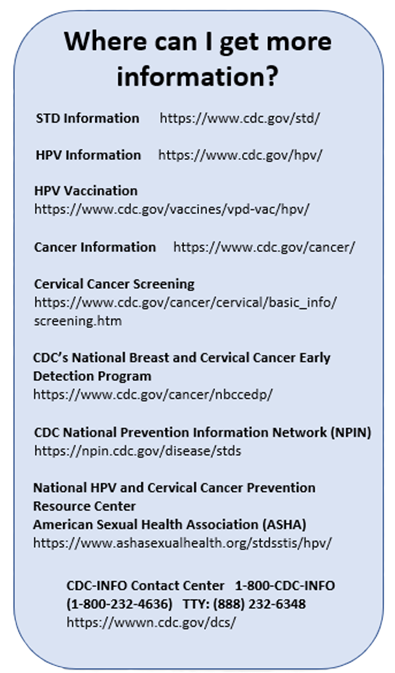 Where can I get more
information?
STD Information https://www.cdc.gov/std/
HPV Information https://www.cdc.gov/hpv/
HPV Vaccination
https://www.cdc.gov/vaccines/vpd-vac/hpv/
Cancer Information https://www.cdc.gov/cancer/
Cervical Cancer Screening
https://www.cdc.gov/cancer/cervical/basic_info/
screening.htm
CDC’s National Breast and Cervical Cancer Early
Detection Program
https://www.cdc.gov/cancer/nbccedp/
CDC National Prevention Information Network (NPIN)
https://npin.cdc.gov/disease/stds
National HPV and Cervical Cancer Prevention
Resource Center
American Sexual Health Association (ASHA)
https://www.ashasexualhealth.org/stdsstis/hpv/
CDC-INFO Contact Center 1-800-CDC-INFO
(1-800-232-4636) TTY: (888) 232-6348
https://wwwn.cdc.gov/dcs/